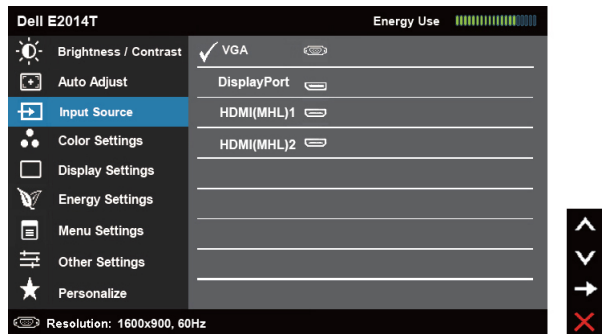 Dell E2014T Energy Use
Brightness / Contrast VGA
Auto Adjust DisplayPort
Input Source HDMI(MHL)1
Color Settings HDMI(MHL)2
Display Settings
Energy Settings
Menu Settings
Other Settings
Personalize
Resolution: 1600x900, 60Hz